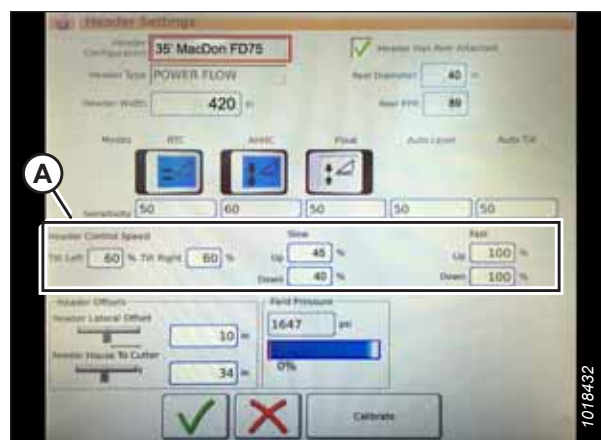 Header Settings
Header Configuration 35' MacDon FD75 Header Has Reel Attached
Header Type POWER FLOW Reel Diameter 40 in
Header Width 420 in Reel PPR 89
Modes RTC AHHC Float Auto Level Auto Tilt
A
Sensitivity 50 60 50 50 50
Header Control Speed Slow Fast
Tilt Left 60 % Tilt Right 60 % Up 45 % Up 100 %
Down 40 % Down 100 %
Header Offsets Field Pressure
Header Lateral Offset 1647 psi
10 in
Header House To Cutter 0%
34 in
Calibrate
1018432